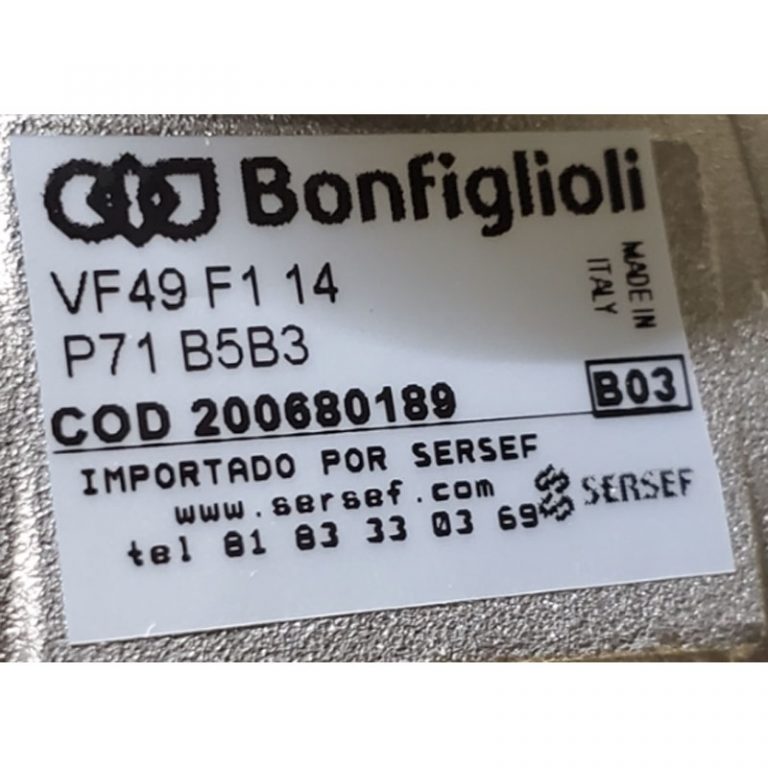 Bonfiglioli
VF49 F1 14
P71 B5B3
MADE IN
ITALY
COD 200680189
B03
IMPORTADO POR SERSEF
www.sersef.com
SERSEF
tel 81 83 33 03 69